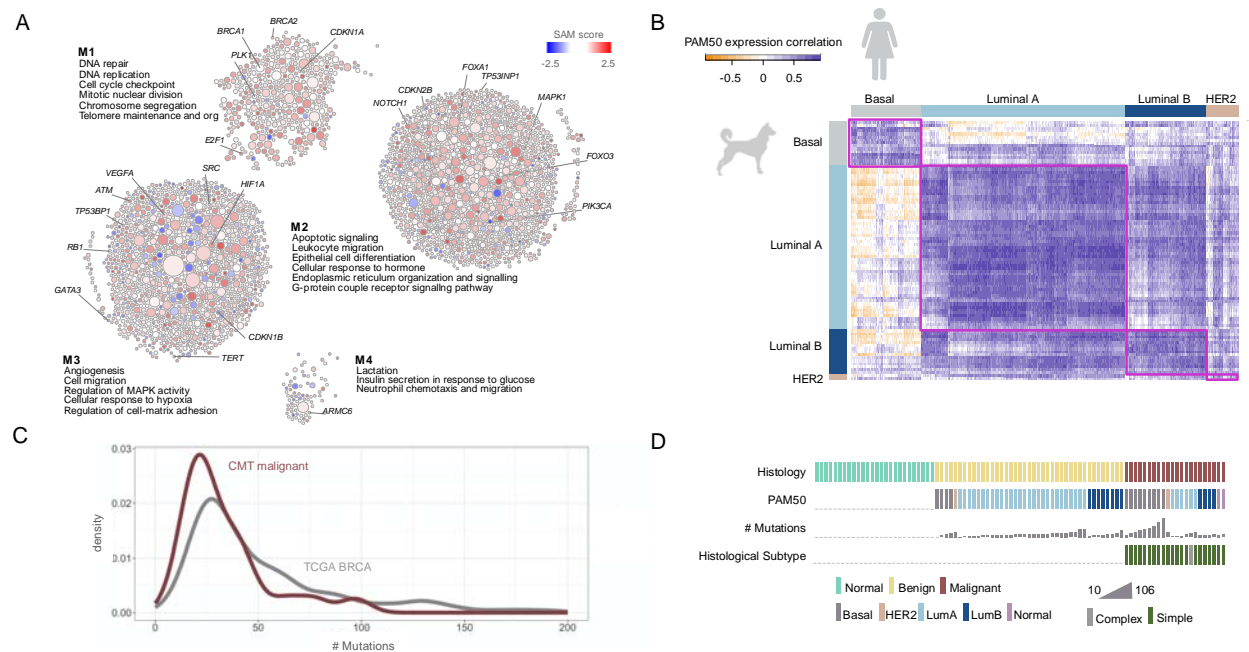 A
BRCA2
BRCA1
CDKN1A
PLK1
E2F1
M1
DNA repair
DNA replication
Cell cycle checkpoint
Mitotic nuclear division
Chromosome segregation
Telomere maintenance and org
SAM score
-2.5 0 2.5
FOXA1
TP53INP1
CDKN2B
NOTCH1
MAPK1
FOXO3
PIK3CA
M2
Apoptotic signaling
Leukocyte migration
Epithelial cell differentiation
Cellular response to hormone
Endoplasmic reticulum organization and signalling
G-protein couple receptor signalling pathway
SRC
VEGFA
HIF1A
ATM
TP53BP1
RB1
GATA3
CDKN1B
TERT
M3
Angiogenesis
Cell migration
Regulation of MAPK activity
Cellular response to hypoxia
Regulation of cell-matrix adhesion
M4
Lactation
Insulin secretion in response to glucose
Neutrophil chemotaxis and migration
ARMC6
B
PAM50 expression correlation
-0.5 0 0.5
Basal Luminal A Luminal B HER2
Basal
Luminal A
Luminal B
HER2
C
0.03
0.02
0.01
0.00
density
CMT malignant
TCGA BRCA
0 50 100 150 200
# Mutations
D
Histology
PAM50
# Mutations
Histological Subtype
Normal Benign Malignant
Basal HER2 LumA LumB Normal
10 106
Complex Simple